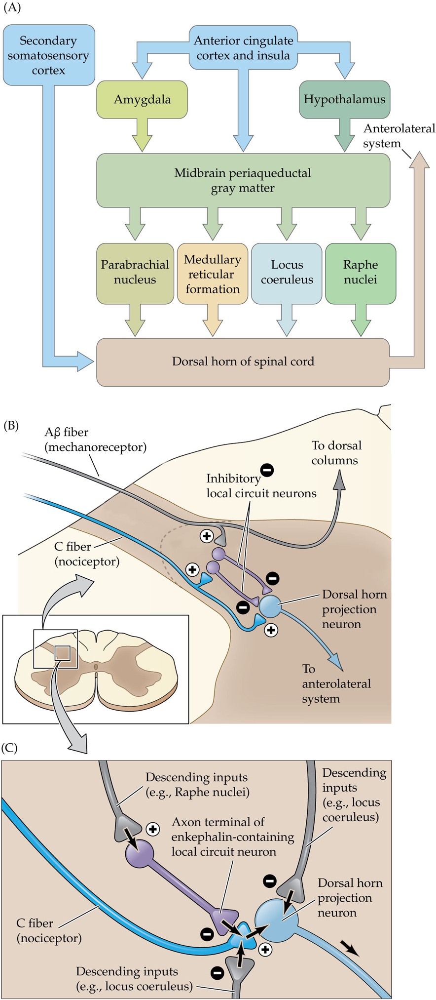 (A)
Secondary
somatosensory
cortex
Anterior cingulate
cortex and insula
Amygdala
Hypothalamus
Anterolateral
system
Midbrain periaqueductal
gray matter
Parabrachial
nucleus
Medullary
reticular
formation
Locus
coeruleus
Raphe
nuclei
Dorsal horn of spinal cord
(B)
Aβ fiber
(mechanoreceptor)
To dorsal
columns
Inhibitory −
local circuit neurons
+
C fiber
(nociceptor)
+
−
−
Dorsal horn
projection
neuron
+
To
anterolateral
system
(C)
Descending inputs
(e.g., Raphe nuclei)
Descending
inputs
(e.g., locus
coeruleus)
+
Axon terminal of
enkephalin-containing
local circuit neuron
−
Dorsal horn
projection
neuron
C fiber
(nociceptor)
−
+
Descending inputs
(e.g., locus coeruleus)
−